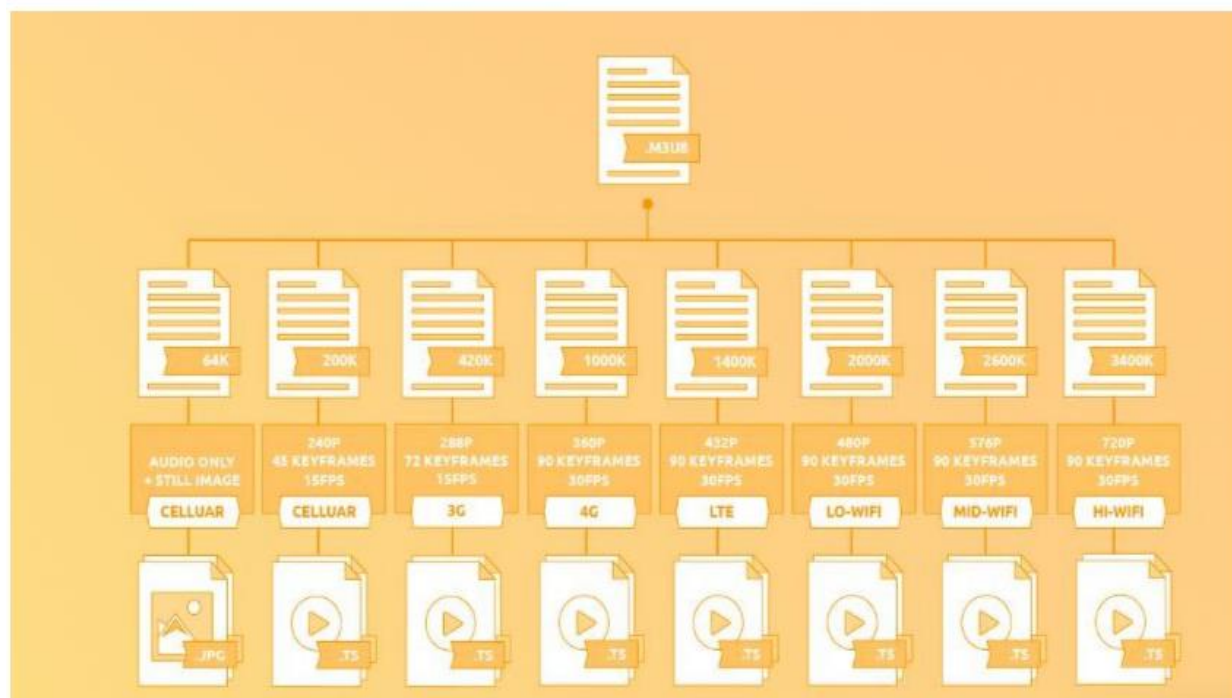 .M3U8
64K
200K
420K
1000K
1400K
2000K
2600K
3400K
AUDIO ONLY
+ STILL IMAGE
CELLUAR
240P
45 KEYFRAMES
15FPS
CELLUAR
288P
72 KEYFRAMES
15FPS
3G
360P
90 KEYFRAMES
30FPS
4G
432P
90 KEYFRAMES
30FPS
LTE
480P
90 KEYFRAMES
30FPS
LO-WIFI
576P
90 KEYFRAMES
30FPS
MID-WIFI
720P
90 KEYFRAMES
30FPS
HI-WIFI
.JPG
.TS
.TS
.TS
.TS
.TS
.TS
.TS